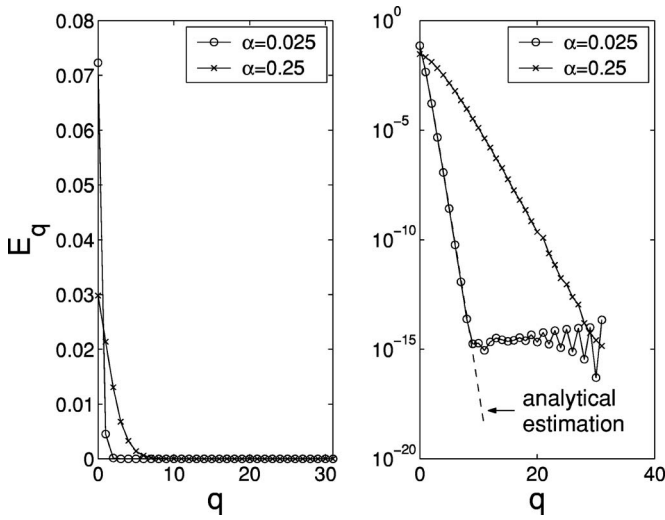 0.08
0.07
0.06
0.05
0.04
0.03
0.02
0.01
0
E_q
0
10
20
30
q
α=0.025
α=0.25
10^0
10^-5
10^-10
10^-15
10^-20
0
20
40
q
α=0.025
α=0.25
analytical
estimation